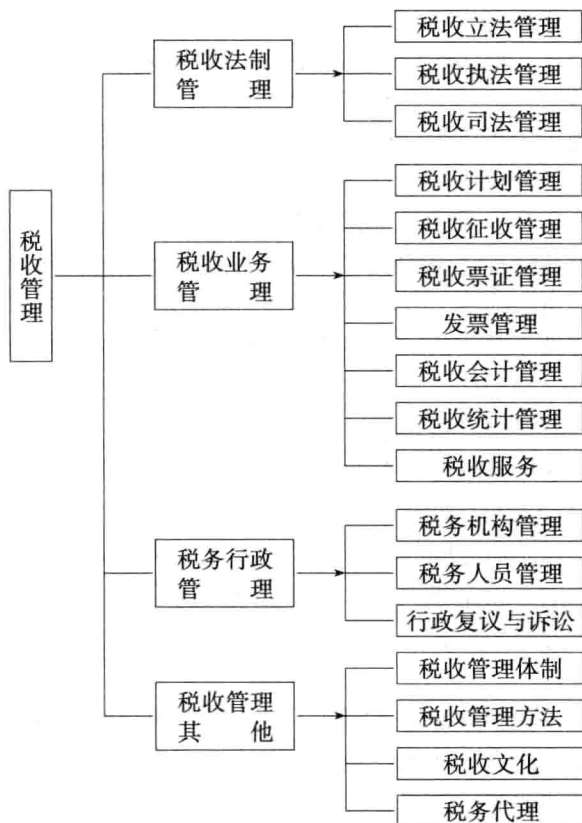 税收管理
税收法制
管 理
税收立法管理
税收执法管理
税收司法管理
税收业务
管 理
税收计划管理
税收征收管理
税收票证管理
发票管理
税收会计管理
税收统计管理
税收服务
税务行政
管 理
税务机构管理
税务人员管理
行政复议与诉讼
税收管理
其 他
税收管理体制
税收管理方法
税收文化
税务代理